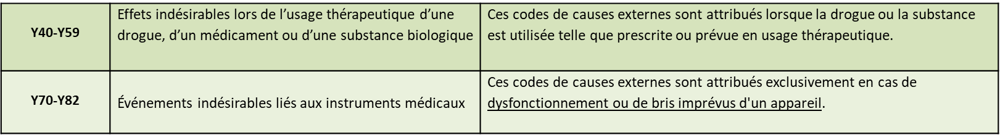 Y40-Y59
Effets indésirables lors de l’usage thérapeutique d’une
drogue, d’un médicament ou d’une substance biologique
Ces codes de causes externes sont attribués lorsque la drogue ou la substance
est utilisée telle que prescrite ou prévue en usage thérapeutique.
Y70-Y82
Événements indésirables liés aux instruments médicaux
Ces codes de causes externes sont attribués exclusivement en cas de
dysfonctionnement ou de bris imprévus d'un appareil.